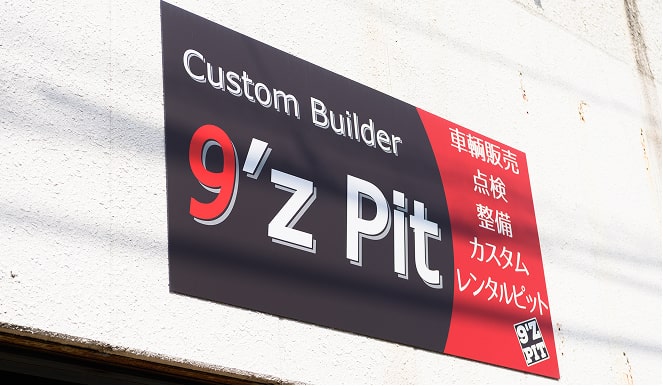 Custom Builder
9'z Pit
車輌販売
点検
整備
カスタム
レンタルピット
9'Z
PIT